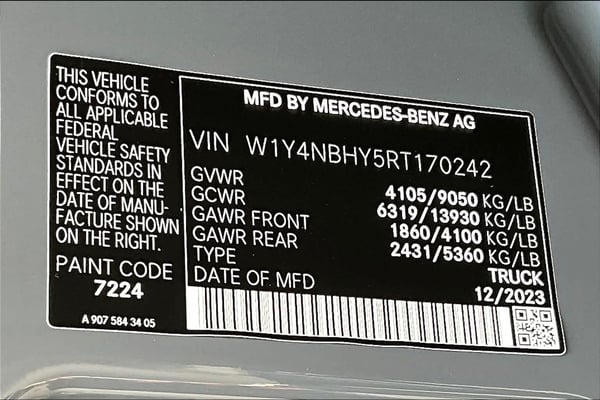 THIS VEHICLE
CONFORMS TO
ALL APPLICABLE
FEDERAL
VEHICLE SAFETY
STANDARDS IN
EFFECT ON THE
DATE OF MANU-
FACTURE SHOWN
ON THE RIGHT.
PAINT CODE
7224
A 907 584 34 05
MFD BY MERCEDES-BENZ AG
VIN W1Y4NBHY5RT170242
GVWR 4105/9050 KG/LB
GCWR 6319/13930 KG/LB
GAWR FRONT 1860/4100 KG/LB
GAWR REAR 2431/5360 KG/LB
TYPE TRUCK
DATE OF MFD 12/2023